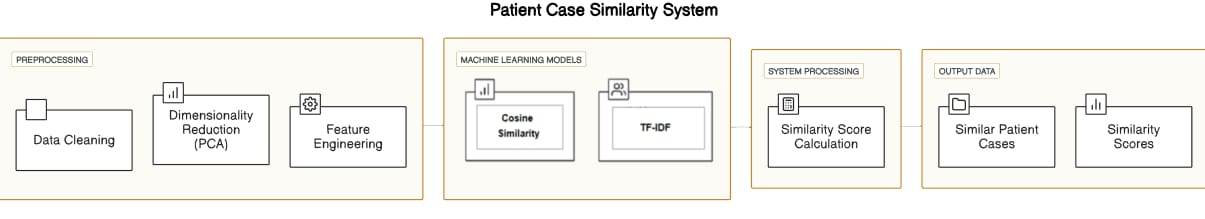 Patient Case Similarity System
PREPROCESSING
Data Cleaning
Dimensionality
Reduction
(PCA)
Feature
Engineering
MACHINE LEARNING MODELS
Cosine
Similarity
TF-IDF
SYSTEM PROCESSING
Similarity Score
Calculation
OUTPUT DATA
Similar Patient
Cases
Similarity
Scores